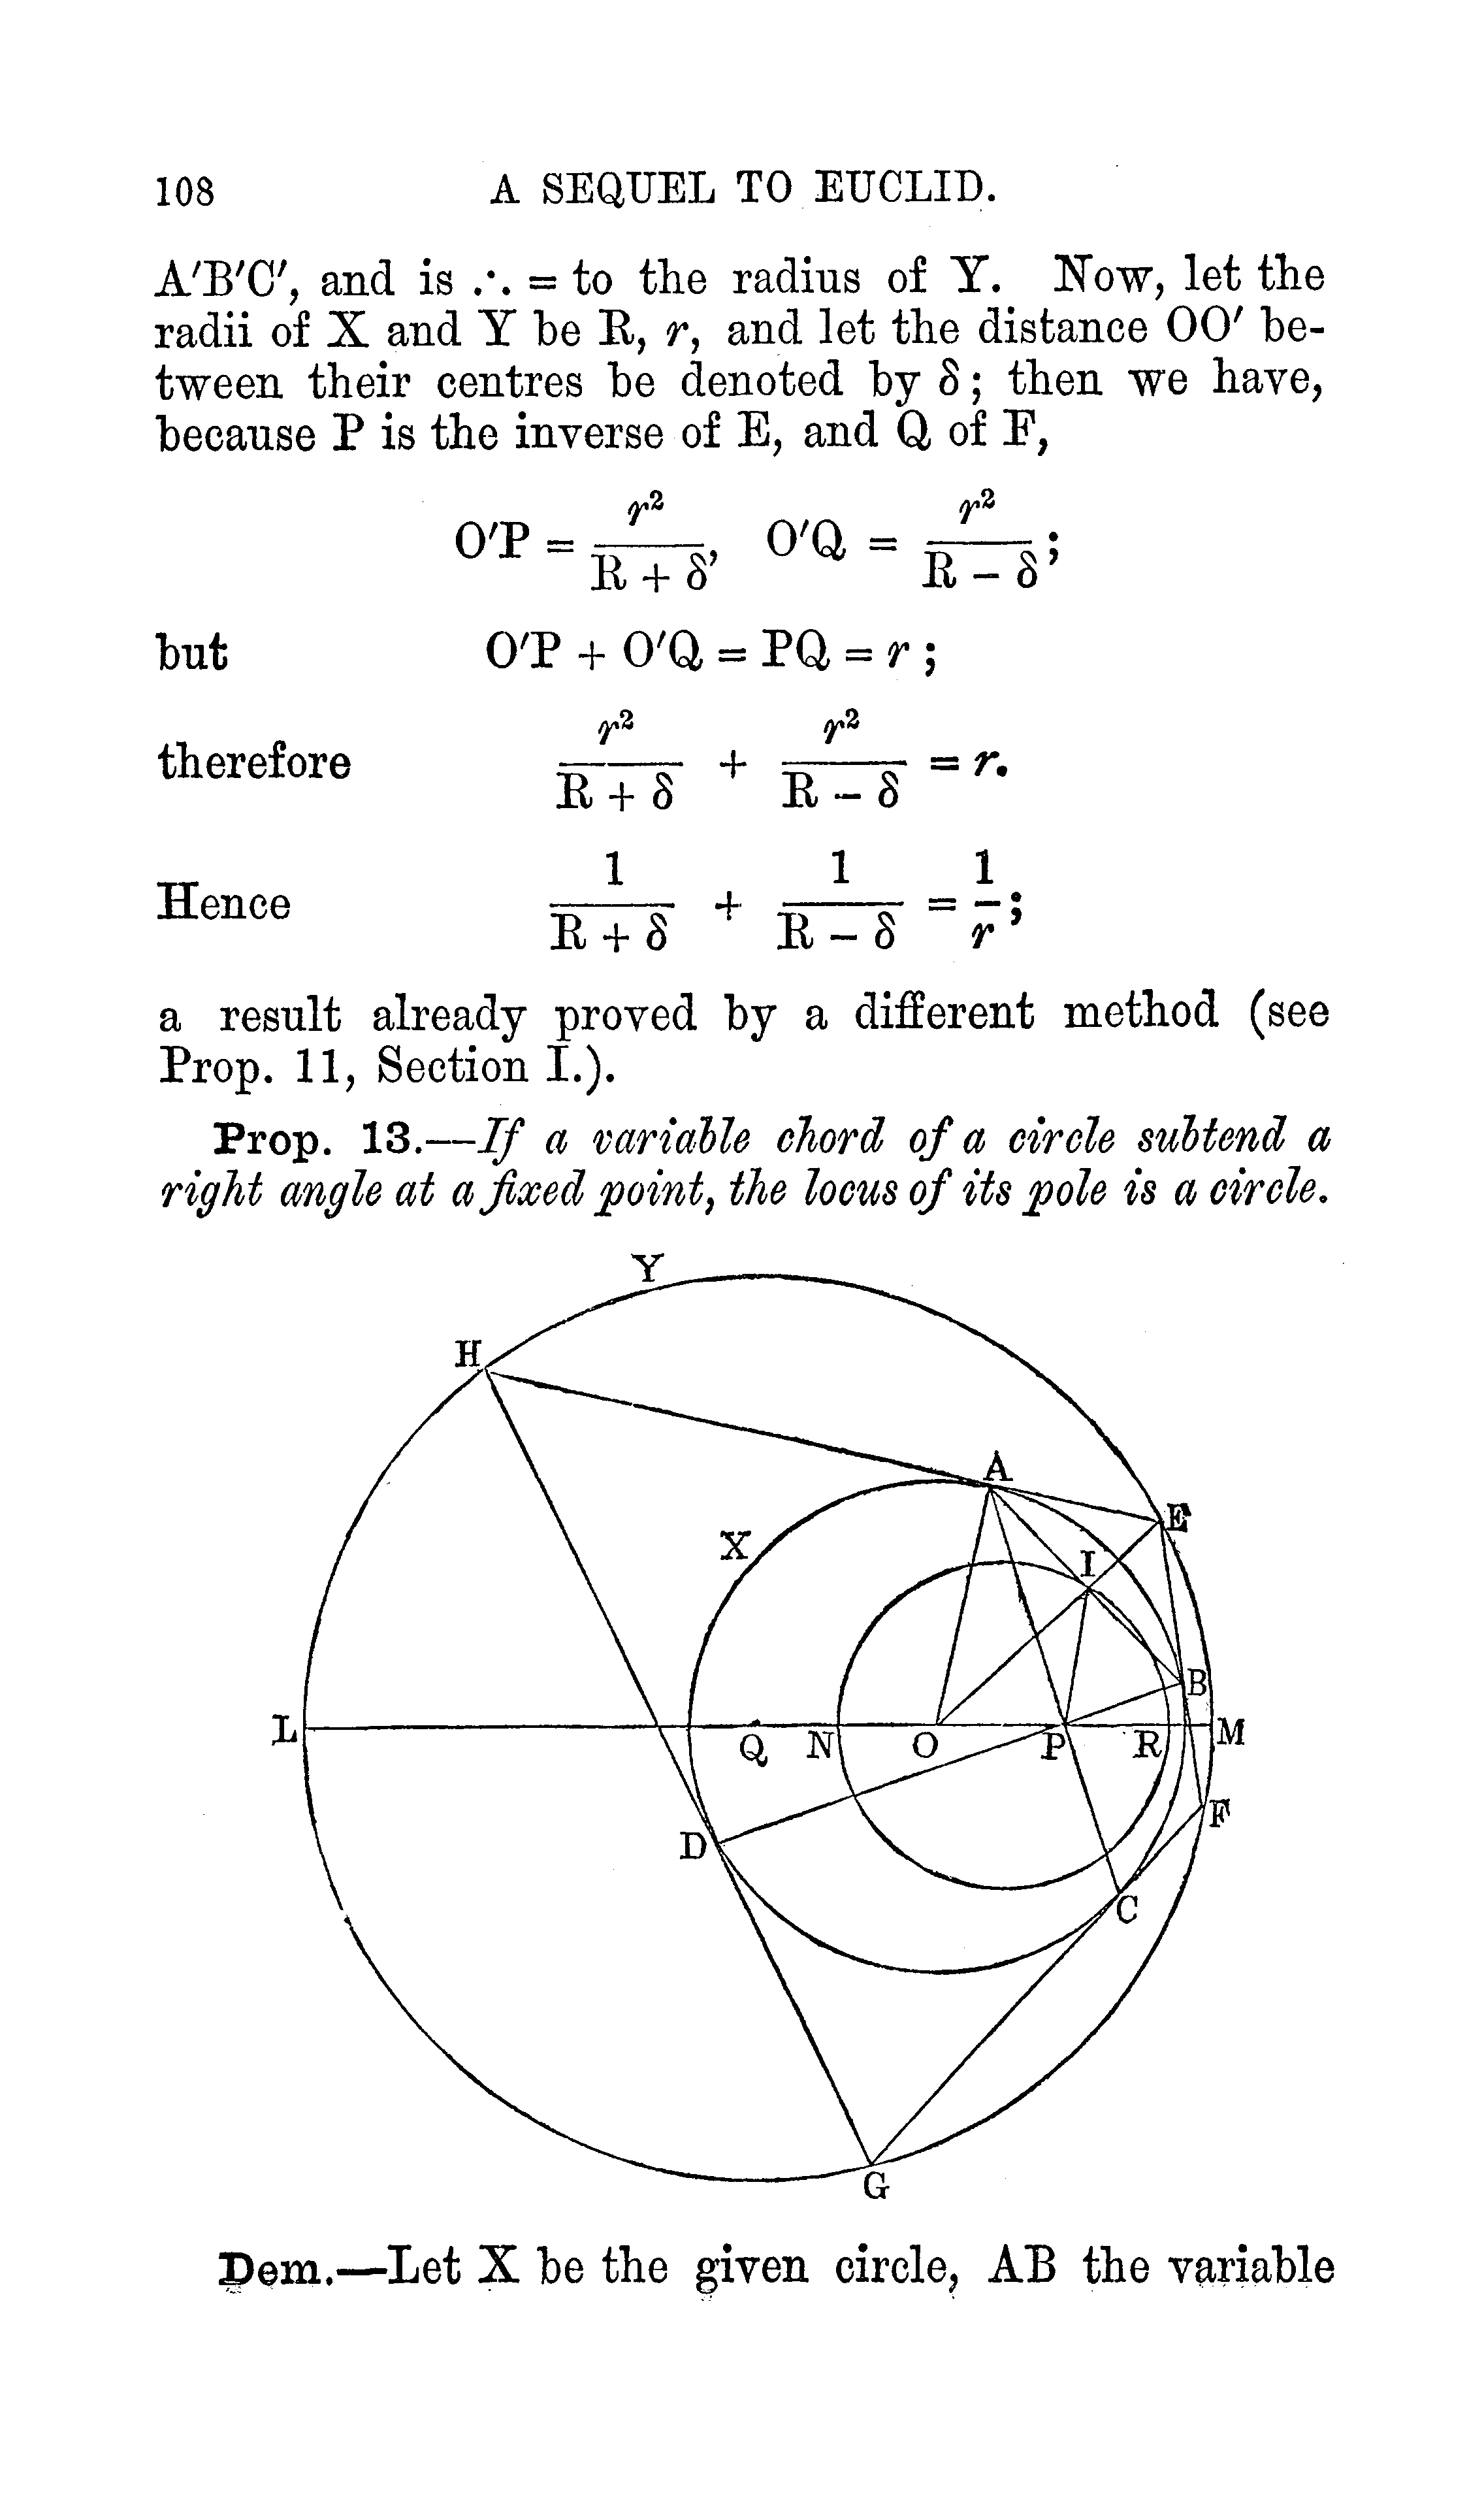 108 A SEQUEL TO EUCLID.
A′B′C′, and is ∴ = to the radius of Y. Now, let the
radii of X and Y be R, r, and let the distance OO′ be-
tween their centres be denoted by δ; then we have,
because P is the inverse of E, and Q of F,
O′P = r²/(R + δ), O′Q = r²/(R − δ);
but O′P + O′Q = PQ = r;
therefore r²/(R + δ) + r²/(R − δ) = r.
Hence 1/(R + δ) + 1/(R − δ) = 1/r;
a result already proved by a different method (see
Prop. 11, Section I.).
Prop. 13.—If a variable chord of a circle subtend a
right angle at a fixed point, the locus of its pole is a circle.
Y
H
A
E
X
I
B
L Q N O P R M
F
D
C
G
Dem.—Let X be the given circle, AB the variable